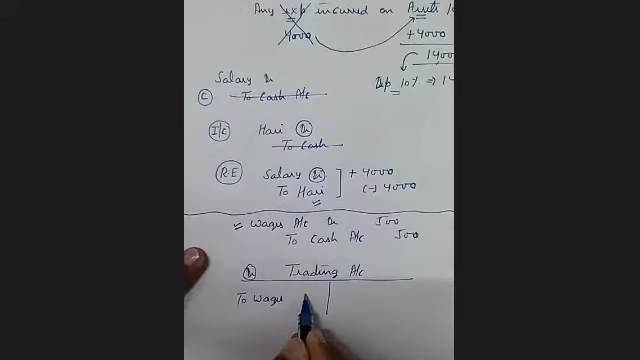 Any exp incurred on Assets
4000
+4000
1400
Dep 10% ⇒ 14
Salary Dr
C To Cash A/c
I/C Hari Dr
To Cash
R.E Salary Dr + 4000
To Hari (-) 4000
Wages A/c Dr 500
To Cash A/c 500
Dr Trading A/c
To Wages